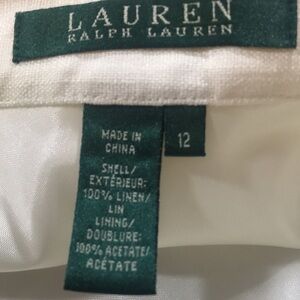 LAUREN
RALPH LAUREN
12
MADE IN
CHINA
SHELL/
EXTÉRIEUR:
100% LINEN/
LIN
LINING/
DOUBLURE:
100% ACETATE/
ACÉTATE